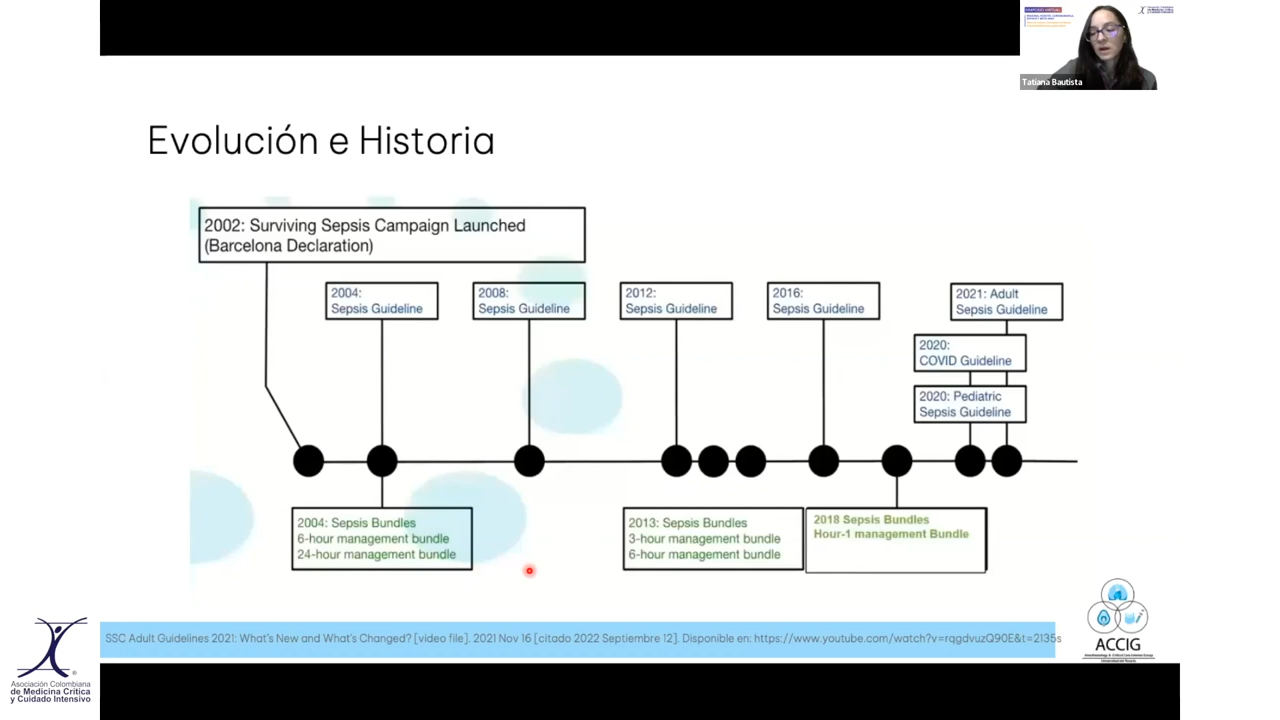 SIMPOSIO VIRTUAL
Tatiana Bautista
Evolución e Historia
2002: Surviving Sepsis Campaign Launched
(Barcelona Declaration)
2004:
Sepsis Guideline
2008:
Sepsis Guideline
2012:
Sepsis Guideline
2016:
Sepsis Guideline
2021: Adult
Sepsis Guideline
2020:
COVID Guideline
2020: Pediatric
Sepsis Guideline
2004: Sepsis Bundles
6-hour management bundle
24-hour management bundle
2013: Sepsis Bundles
3-hour management bundle
6-hour management bundle
2018 Sepsis Bundles
Hour-1 management Bundle
SSC Adult Guidelines 2021: What's New and What's Changed? [video file]. 2021 Nov 16 [citado 2022 Septiembre 12]. Disponible en: https://www.youtube.com/watch?v=rqgdvuzQ90E&t=2135s
ACCIG
®
Asociación Colombiana
de Medicina Crítica
y Cuidado Intensivo